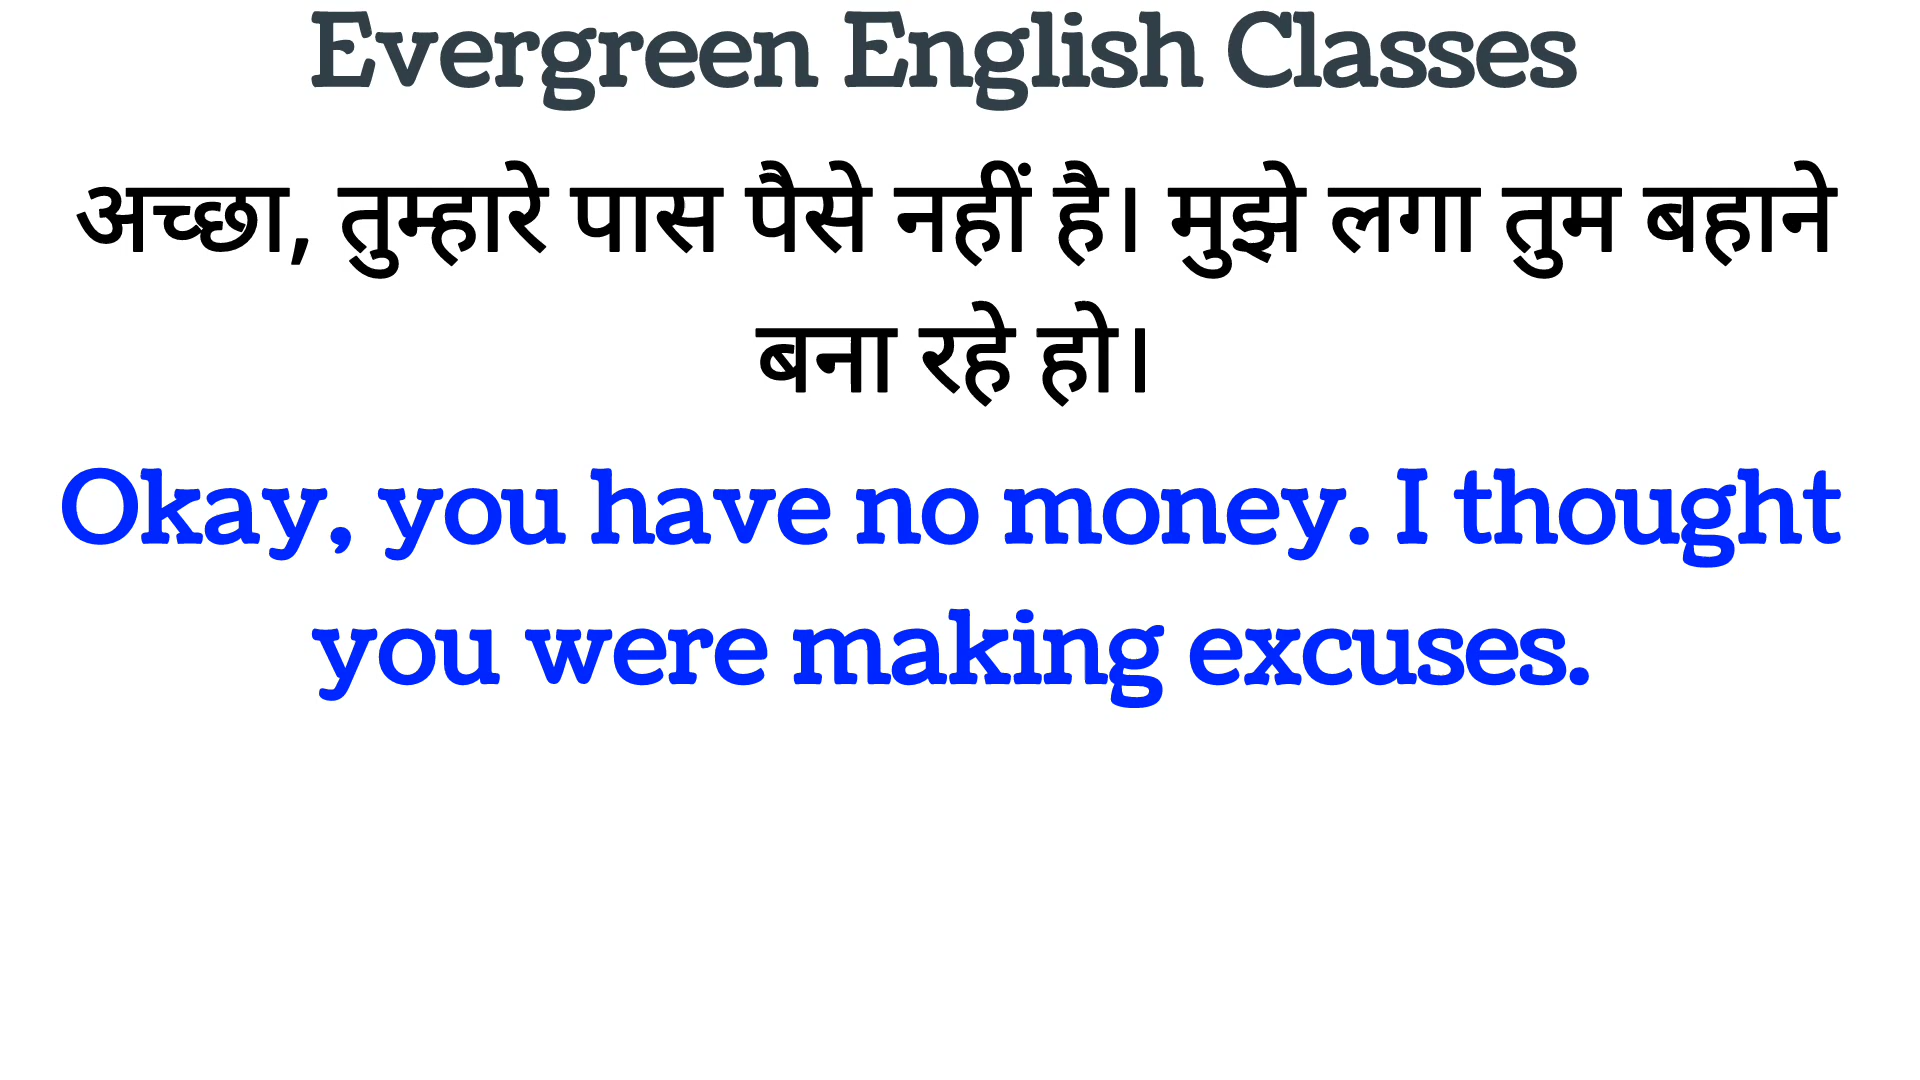 Evergreen English Classes
अच्छा, तुम्हारे पास पैसे नहीं है। मुझे लगा तुम बहाने
बना रहे हो।
Okay, you have no money. I thought
you were making excuses.